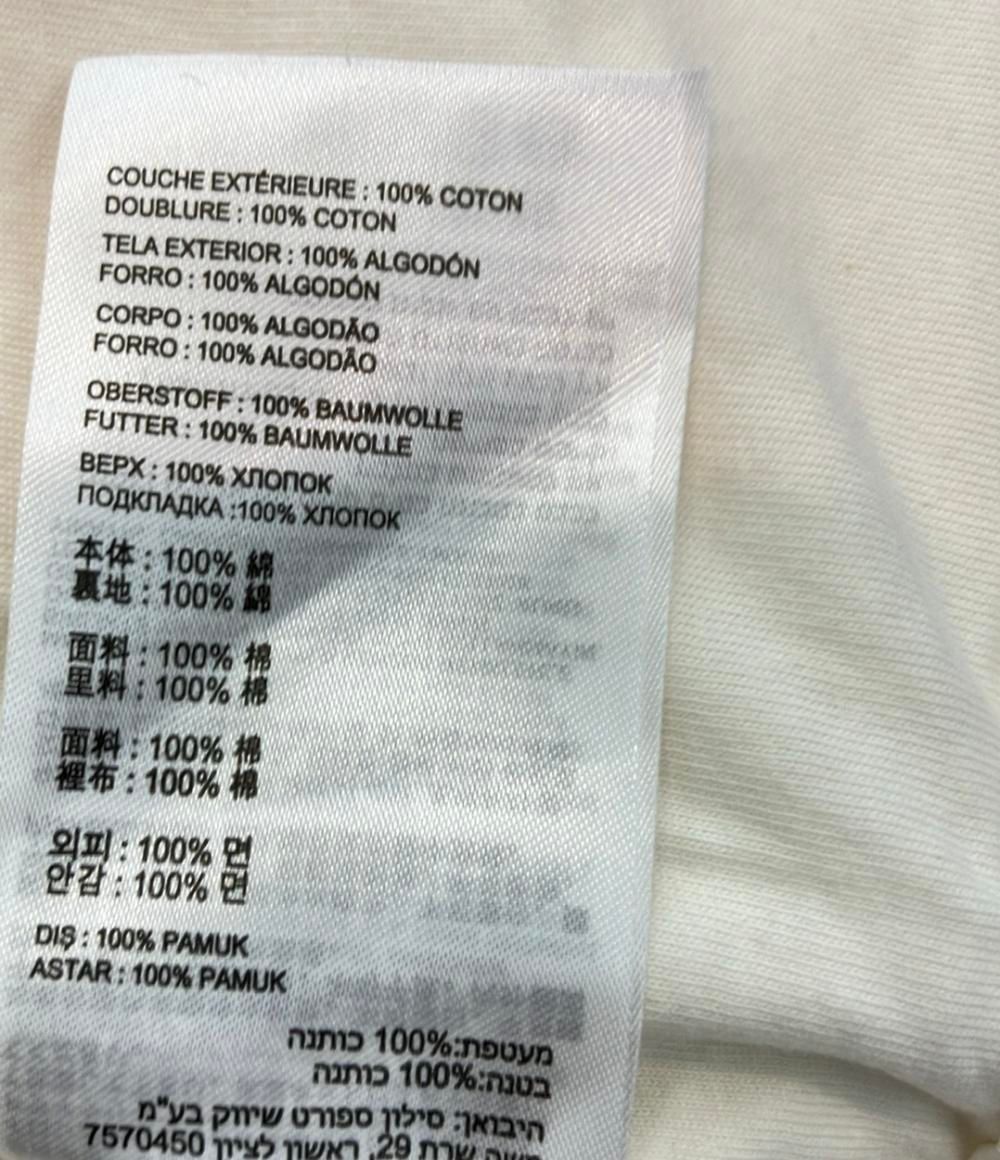 COUCHE EXTÉRIEURE : 100% COTON
DOUBLURE : 100% COTON
TELA EXTERIOR : 100% ALGODÓN
FORRO : 100% ALGODÓN
CORPO : 100% ALGODÃO
FORRO : 100% ALGODÃO
OBERSTOFF : 100% BAUMWOLLE
FUTTER : 100% BAUMWOLLE
ВЕРХ : 100% ХЛОПОК
ПОДКЛАДКА :100% ХЛОПОК
本体 : 100% 綿
裏地 : 100% 綿
面料 : 100% 棉
里料 : 100% 棉
面料 : 100% 棉
裡布 : 100% 棉
외피 : 100% 면
안감 : 100% 면
DIŞ : 100% PAMUK
ASTAR : 100% PAMUK
מעטפת:100% כותנה
בטנה:100% כותנה
היבואן: סילון ספורט שיווק בע"מ
משה שרת 29, ראשון לציון 7570450